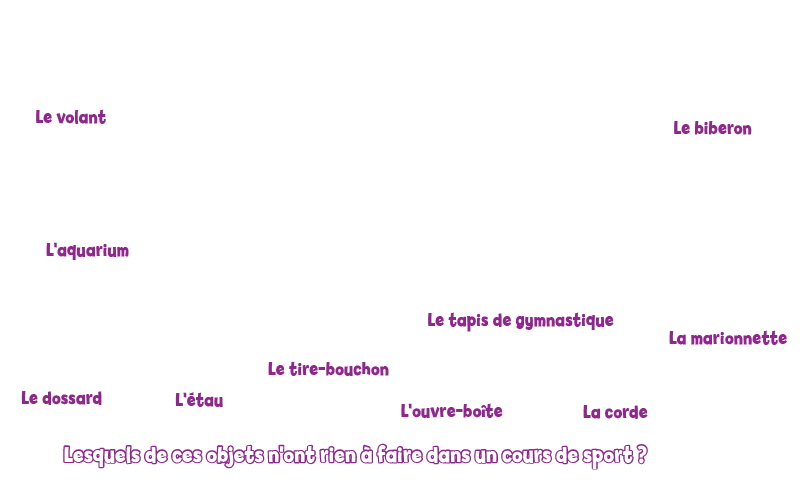 Le volant
Le biberon
L'aquarium
Le tapis de gymnastique
La marionnette
Le tire-bouchon
Le dossard
L'étau
L'ouvre-boîte
La corde
Lesquels de ces objets n'ont rien à faire dans un cours de sport ?